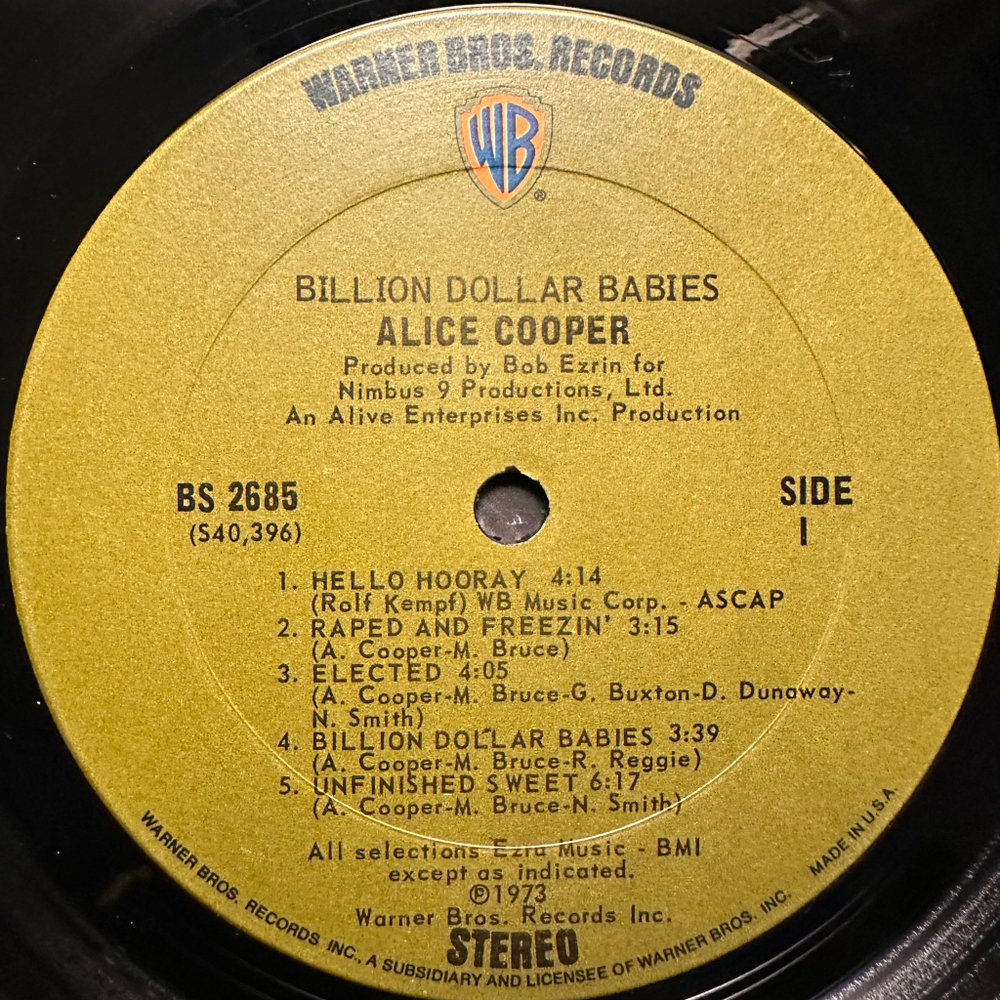 WARNER BROS. RECORDS
WB
®
BILLION DOLLAR BABIES
ALICE COOPER
Produced by Bob Ezrin for
Nimbus 9 Productions, Ltd.
An Alive Enterprises Inc. Production
BS 2685
(S40,396)
SIDE
1
1. HELLO HOORAY 4:14
(Rolf Kempf) WB Music Corp. - ASCAP
2. RAPED AND FREEZIN' 3:15
(A. Cooper-M. Bruce)
3. ELECTED 4:05
(A. Cooper-M. Bruce-G. Buxton-D. Dunaway-
N. Smith)
4. BILLION DOLLAR BABIES 3:39
(A. Cooper-M. Bruce-R. Reggie)
5. UNFINISHED SWEET 6:17
(A. Cooper-M. Bruce-N. Smith)
All selections Ezra Music - BMI
except as indicated.
℗1973
Warner Bros. Records Inc.
STEREO
WARNER BROS. RECORDS INC., A SUBSIDIARY AND LICENSEE OF WARNER BROS. INC. MADE IN U.S.A.